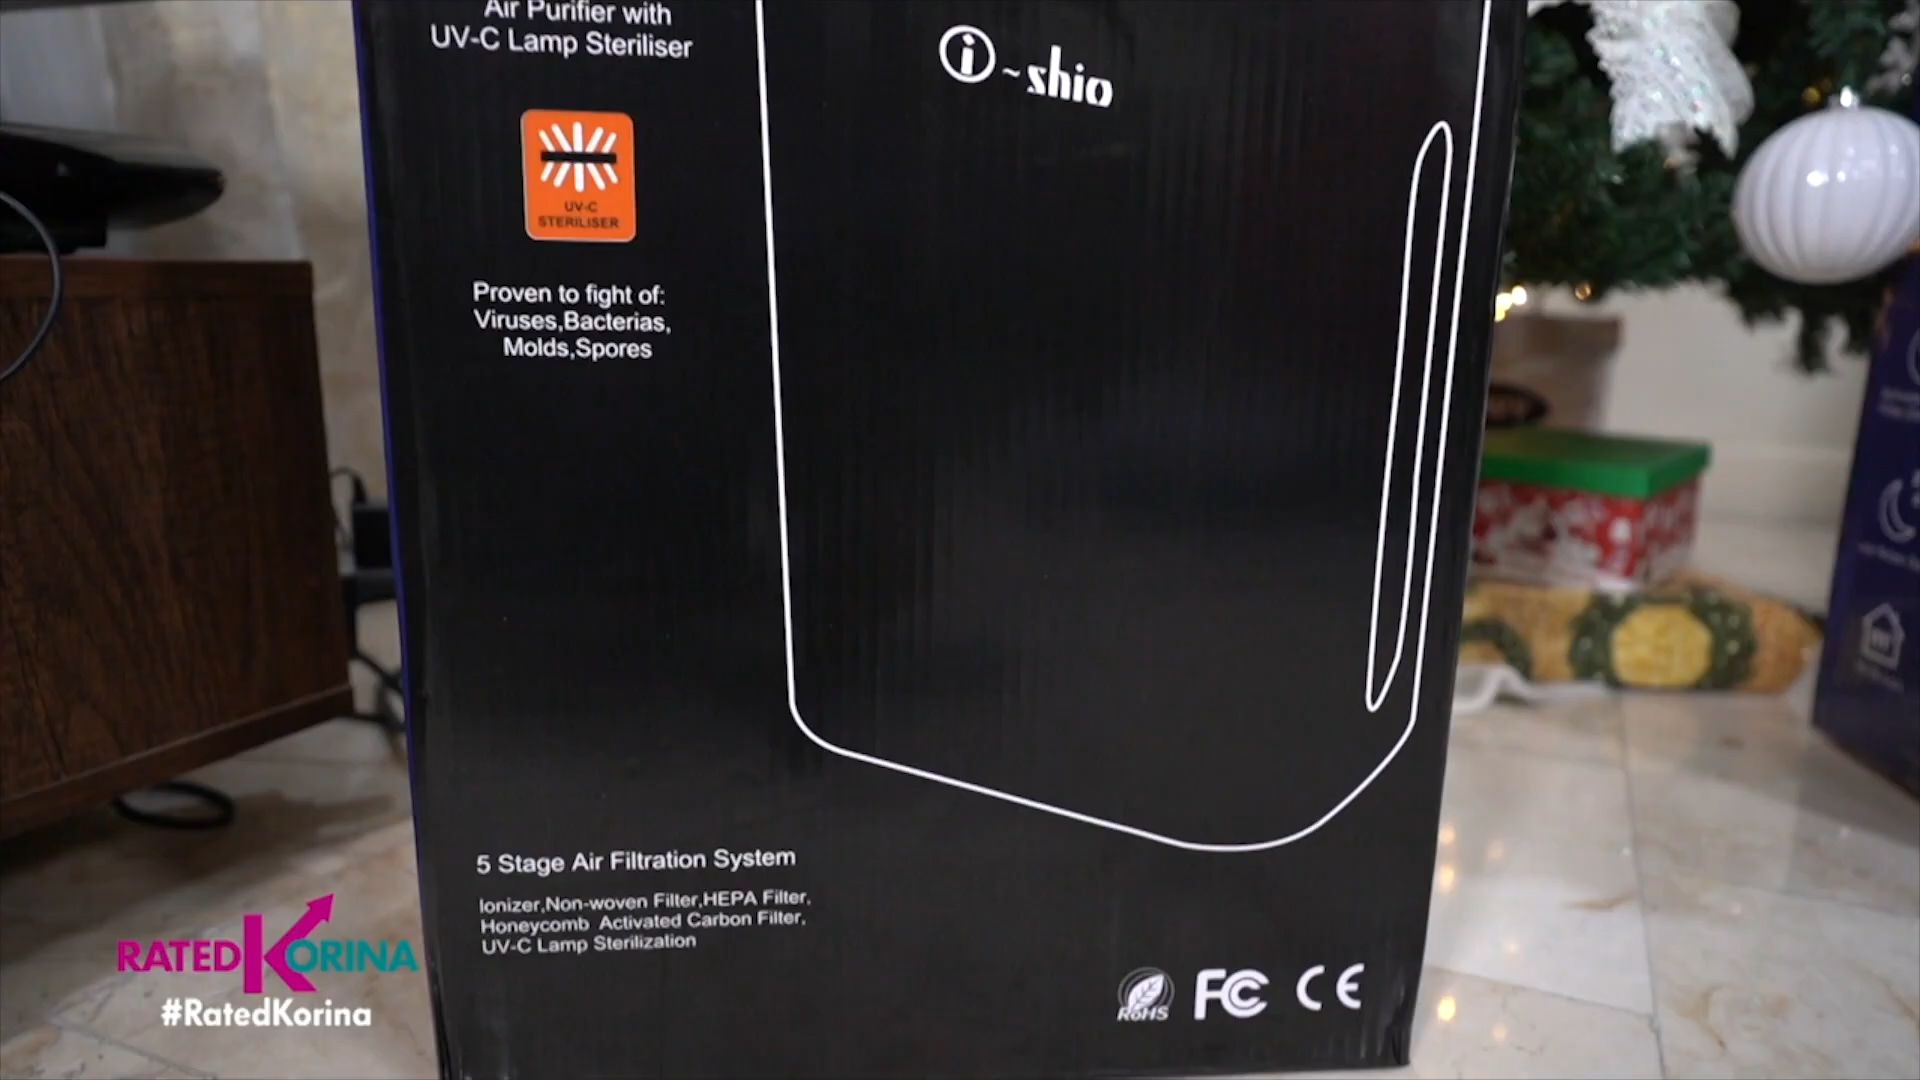 Air Purifier with
UV-C Lamp Steriliser
i~shio
UV-C
STERILISER
Proven to fight of:
Viruses,Bacterias,
Molds,Spores
5 Stage Air Filtration System
Ionizer,Non-woven Filter,HEPA Filter,
Honeycomb Activated Carbon Filter,
UV-C Lamp Sterilization
RoHS FC CE
RATED KORINA
#RatedKorina